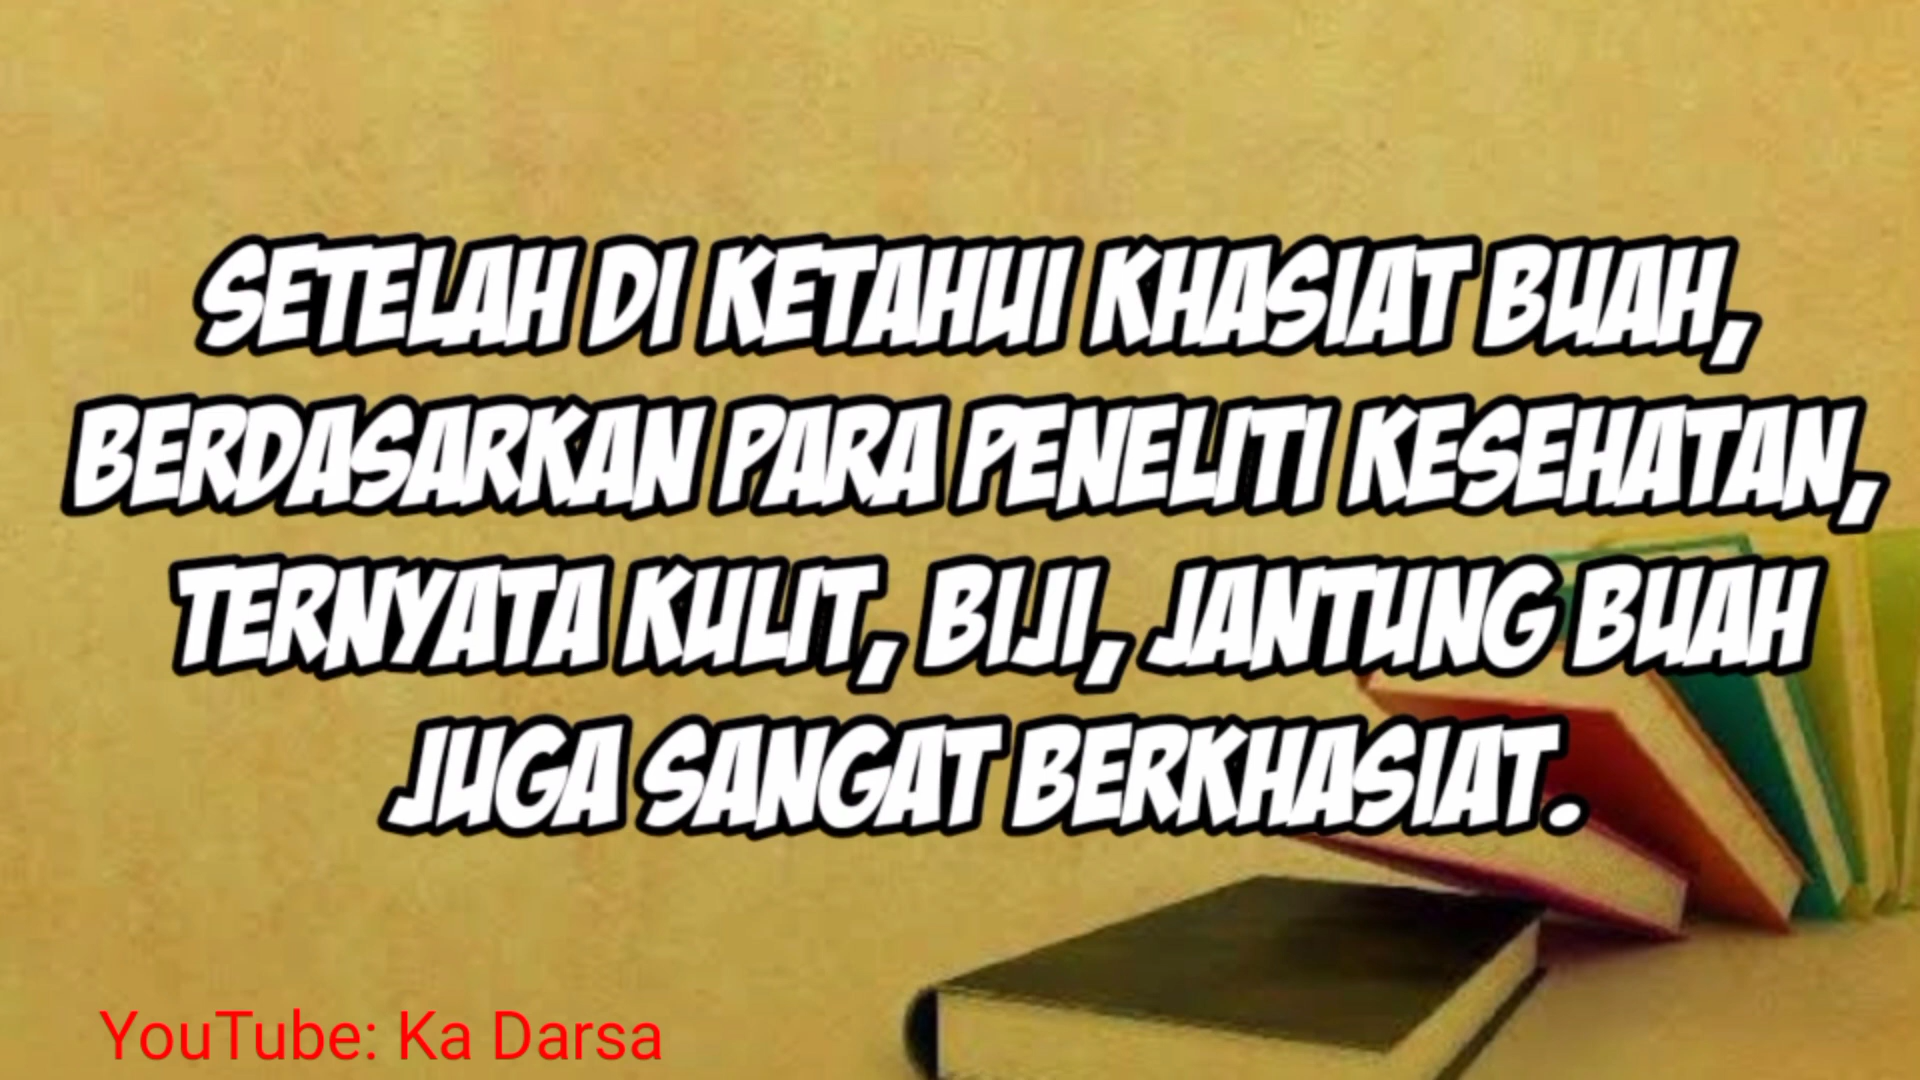 SETELAH DI KETAHUI KHASIAT BUAH,
BERDASARKAN PARA PENELITI KESEHATAN,
TERNYATA KULIT, BIJI, JANTUNG BUAH
JUGA SANGAT BERKHASIAT.
YouTube: Ka Darsa